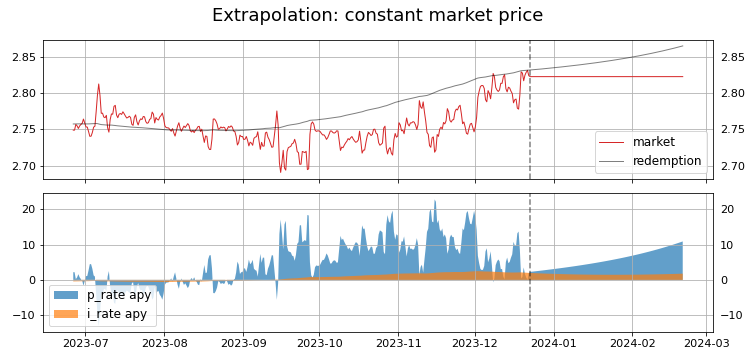 Extrapolation: constant market price
2.85 2.85
2.80 2.80
2.75 2.75
2.70 2.70
market
redemption
20 20
10 10
0 0
−10 −10
p_rate apy
i_rate apy
2023-07 2023-08 2023-09 2023-10 2023-11 2023-12 2024-01 2024-02 2024-03